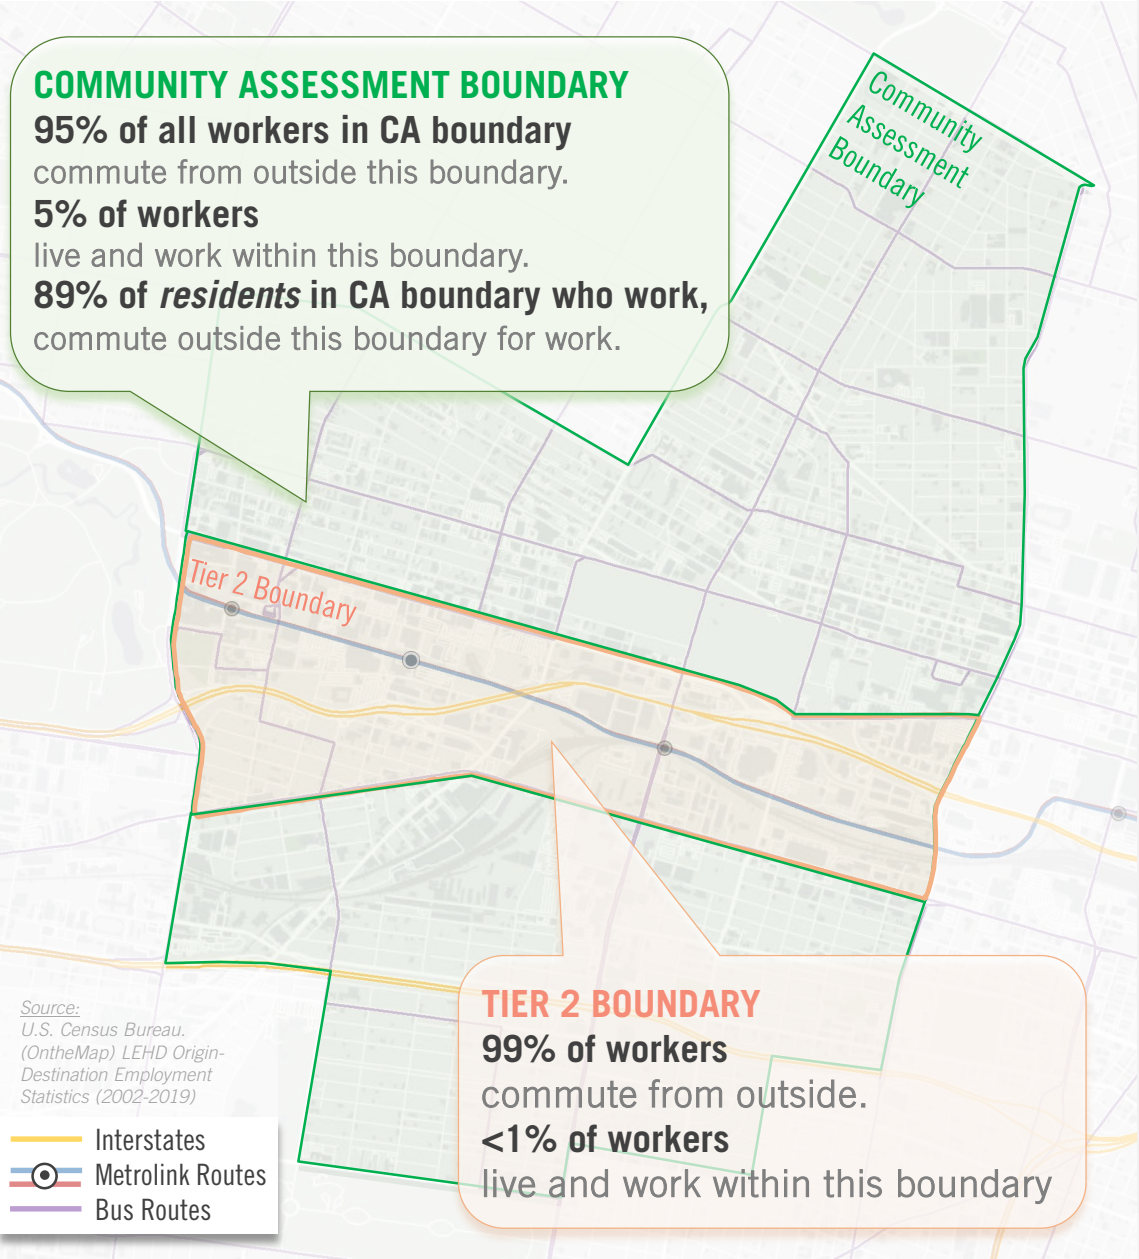 COMMUNITY ASSESSMENT BOUNDARY
95% of all workers in CA boundary
commute from outside this boundary.
5% of workers
live and work within this boundary.
89% of residents in CA boundary who work,
commute outside this boundary for work.
Community
Assessment
Boundary
Tier 2 Boundary
TIER 2 BOUNDARY
99% of workers
commute from outside.
<1% of workers
live and work within this boundary
Source:
U.S. Census Bureau.
(OntheMap) LEHD Origin-
Destination Employment
Statistics (2002-2019)
Interstates
Metrolink Routes
Bus Routes